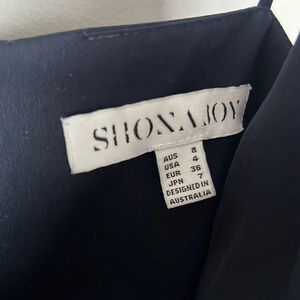 SHONA JOY
AUS 8
USA 4
EUR 36
JPN 7
DESIGNED IN
AUSTRALIA